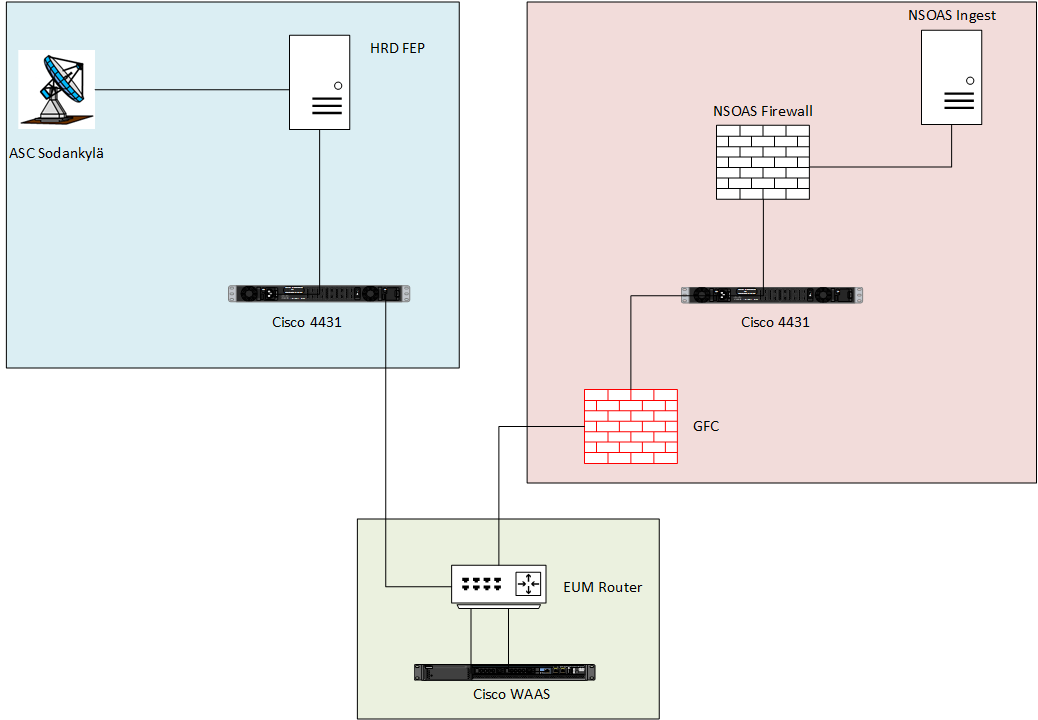 HRD FEP
ASC Sodankylä
Cisco 4431
NSOAS Ingest
NSOAS Firewall
Cisco 4431
GFC
EUM Router
Cisco WAAS